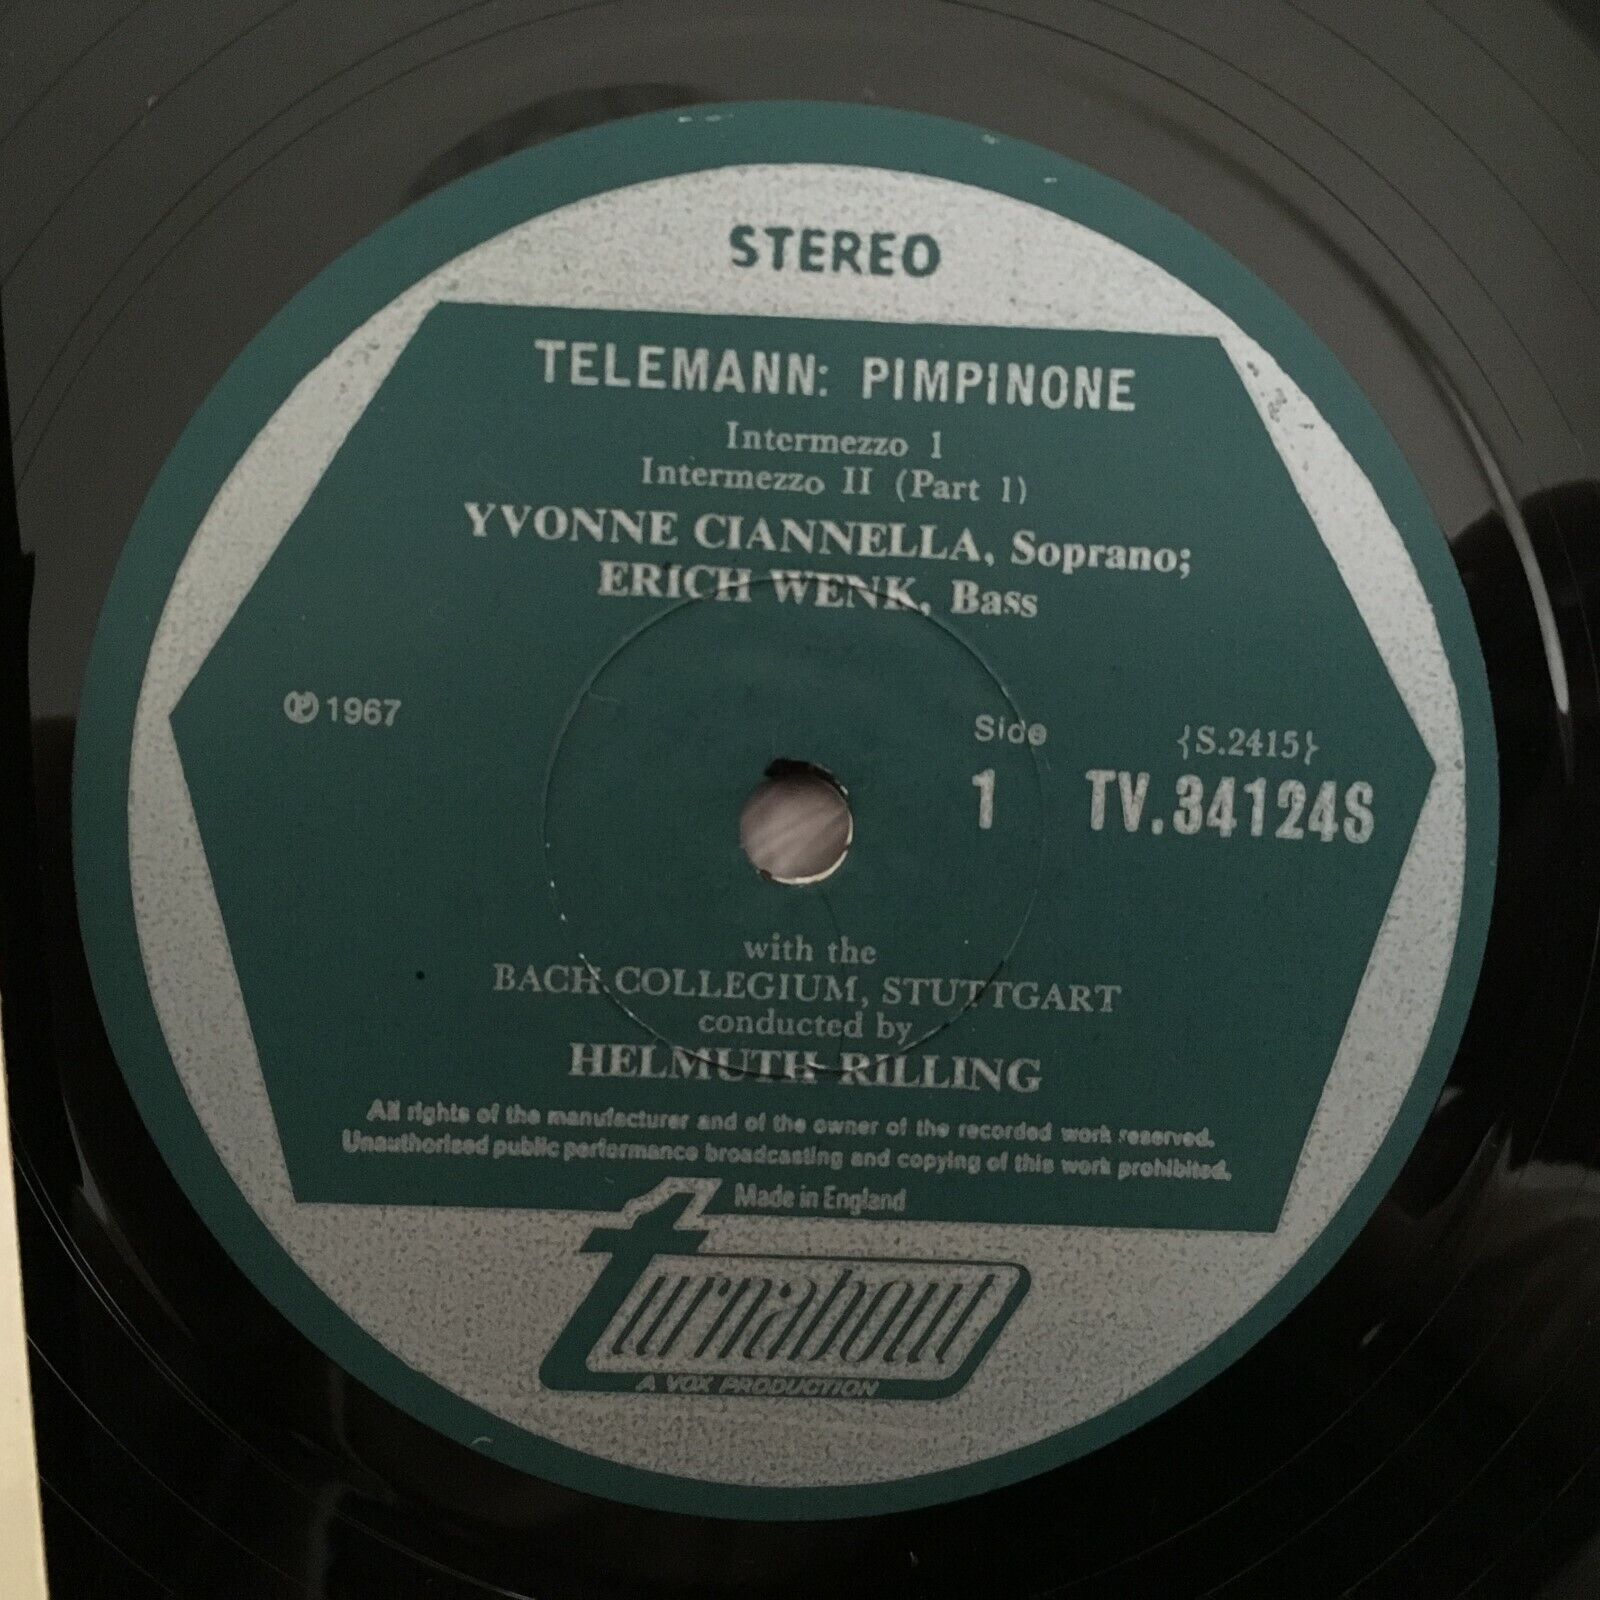 STEREO
TELEMANN: PIMPINONE
Intermezzo 1
Intermezzo II (Part 1)
YVONNE CIANNELLA, Soprano;
ERICH WENK, Bass
℗ 1967
Side
1
{S.2415}
TV.34124S
with the
BACH COLLEGIUM, STUTTGART
conducted by
HELMUTH RILLING
All rights of the manufacturer and of the owner of the recorded work reserved.
Unauthorised public performance broadcasting and copying of this work prohibited.
Made in England
turnabout
A VOX PRODUCTION